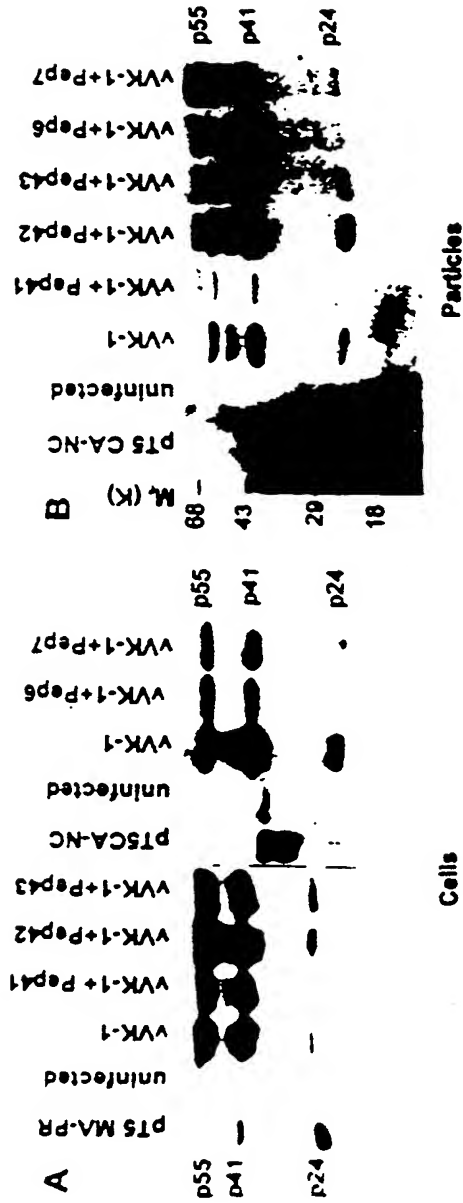 A
pT5 MA-PR
uninfected
vVK-1
vVK-1+ Pep41
vVK-1+Pep42
vVK-1+Pep43
pT5CA-NC
uninfected
vVK-1
vVK-1+Pep6
vVK-1+Pep7
p55
p41
p24
p55
p41
p24
Cells
B
Mr (K)
pT5 CA-NC
uninfected
vVK-1
vVK-1+ Pep41
vVK-1+Pep42
vVK-1+Pep43
vVK-1+Pep6
vVK-1+Pep7
68
43
29
18
p55
p41
p24
Particles